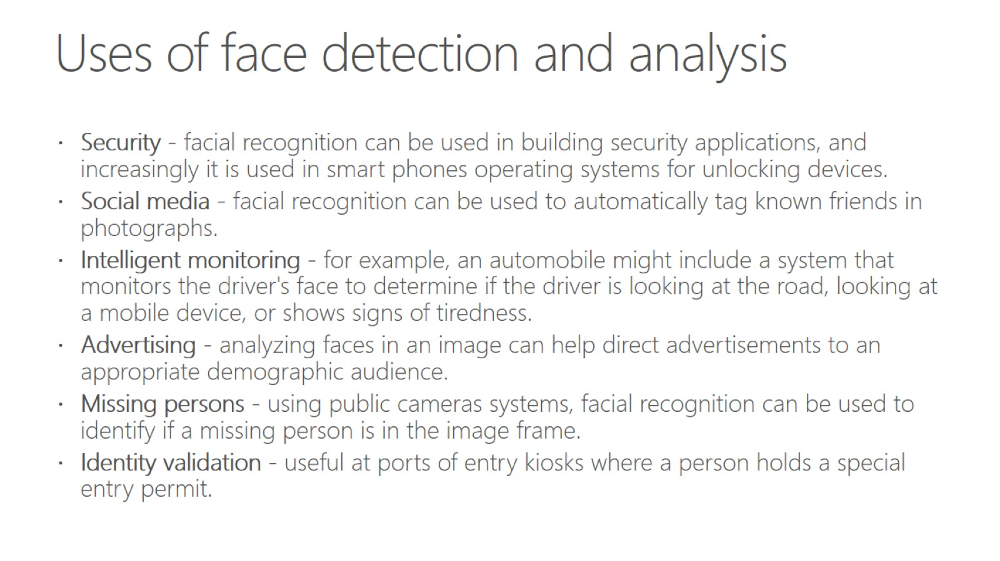 Uses of face detection and analysis
· Security - facial recognition can be used in building security applications, and
increasingly it is used in smart phones operating systems for unlocking devices.
· Social media - facial recognition can be used to automatically tag known friends in
photographs.
· Intelligent monitoring - for example, an automobile might include a system that
monitors the driver's face to determine if the driver is looking at the road, looking at
a mobile device, or shows signs of tiredness.
· Advertising - analyzing faces in an image can help direct advertisements to an
appropriate demographic audience.
· Missing persons - using public cameras systems, facial recognition can be used to
identify if a missing person is in the image frame.
· Identity validation - useful at ports of entry kiosks where a person holds a special
entry permit.